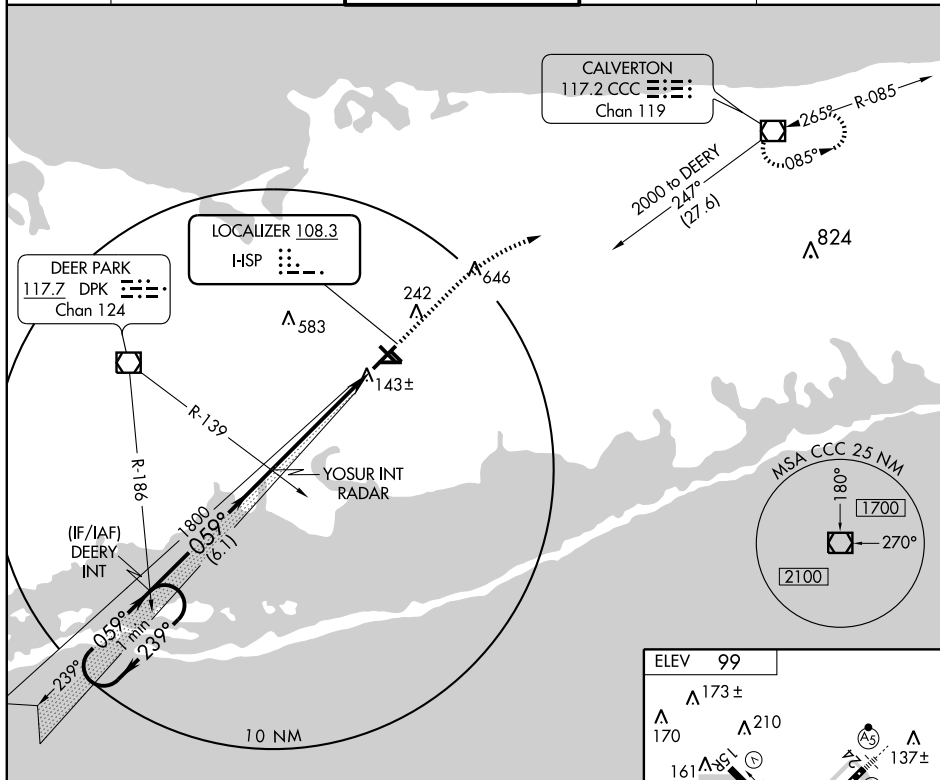 CALVERTON
117.2 CCC
Chan 119
R-085
265°
085°
2000 to DEERY
247°
(27.6)
824
LOCALIZER 108.3
I-ISP
646
242
583
DEER PARK
117.7 DPK
Chan 124
143±
R-139
R-186
YOSUR INT
RADAR
(IF/IAF)
DEERY
INT
1800
059°
(6.1)
059°
1 min
239°
239°
10 NM
MSA CCC 25 NM
180°
1700
270°
2100
ELEV 99
173±
170
210
A5
137±
161
15R
V
24